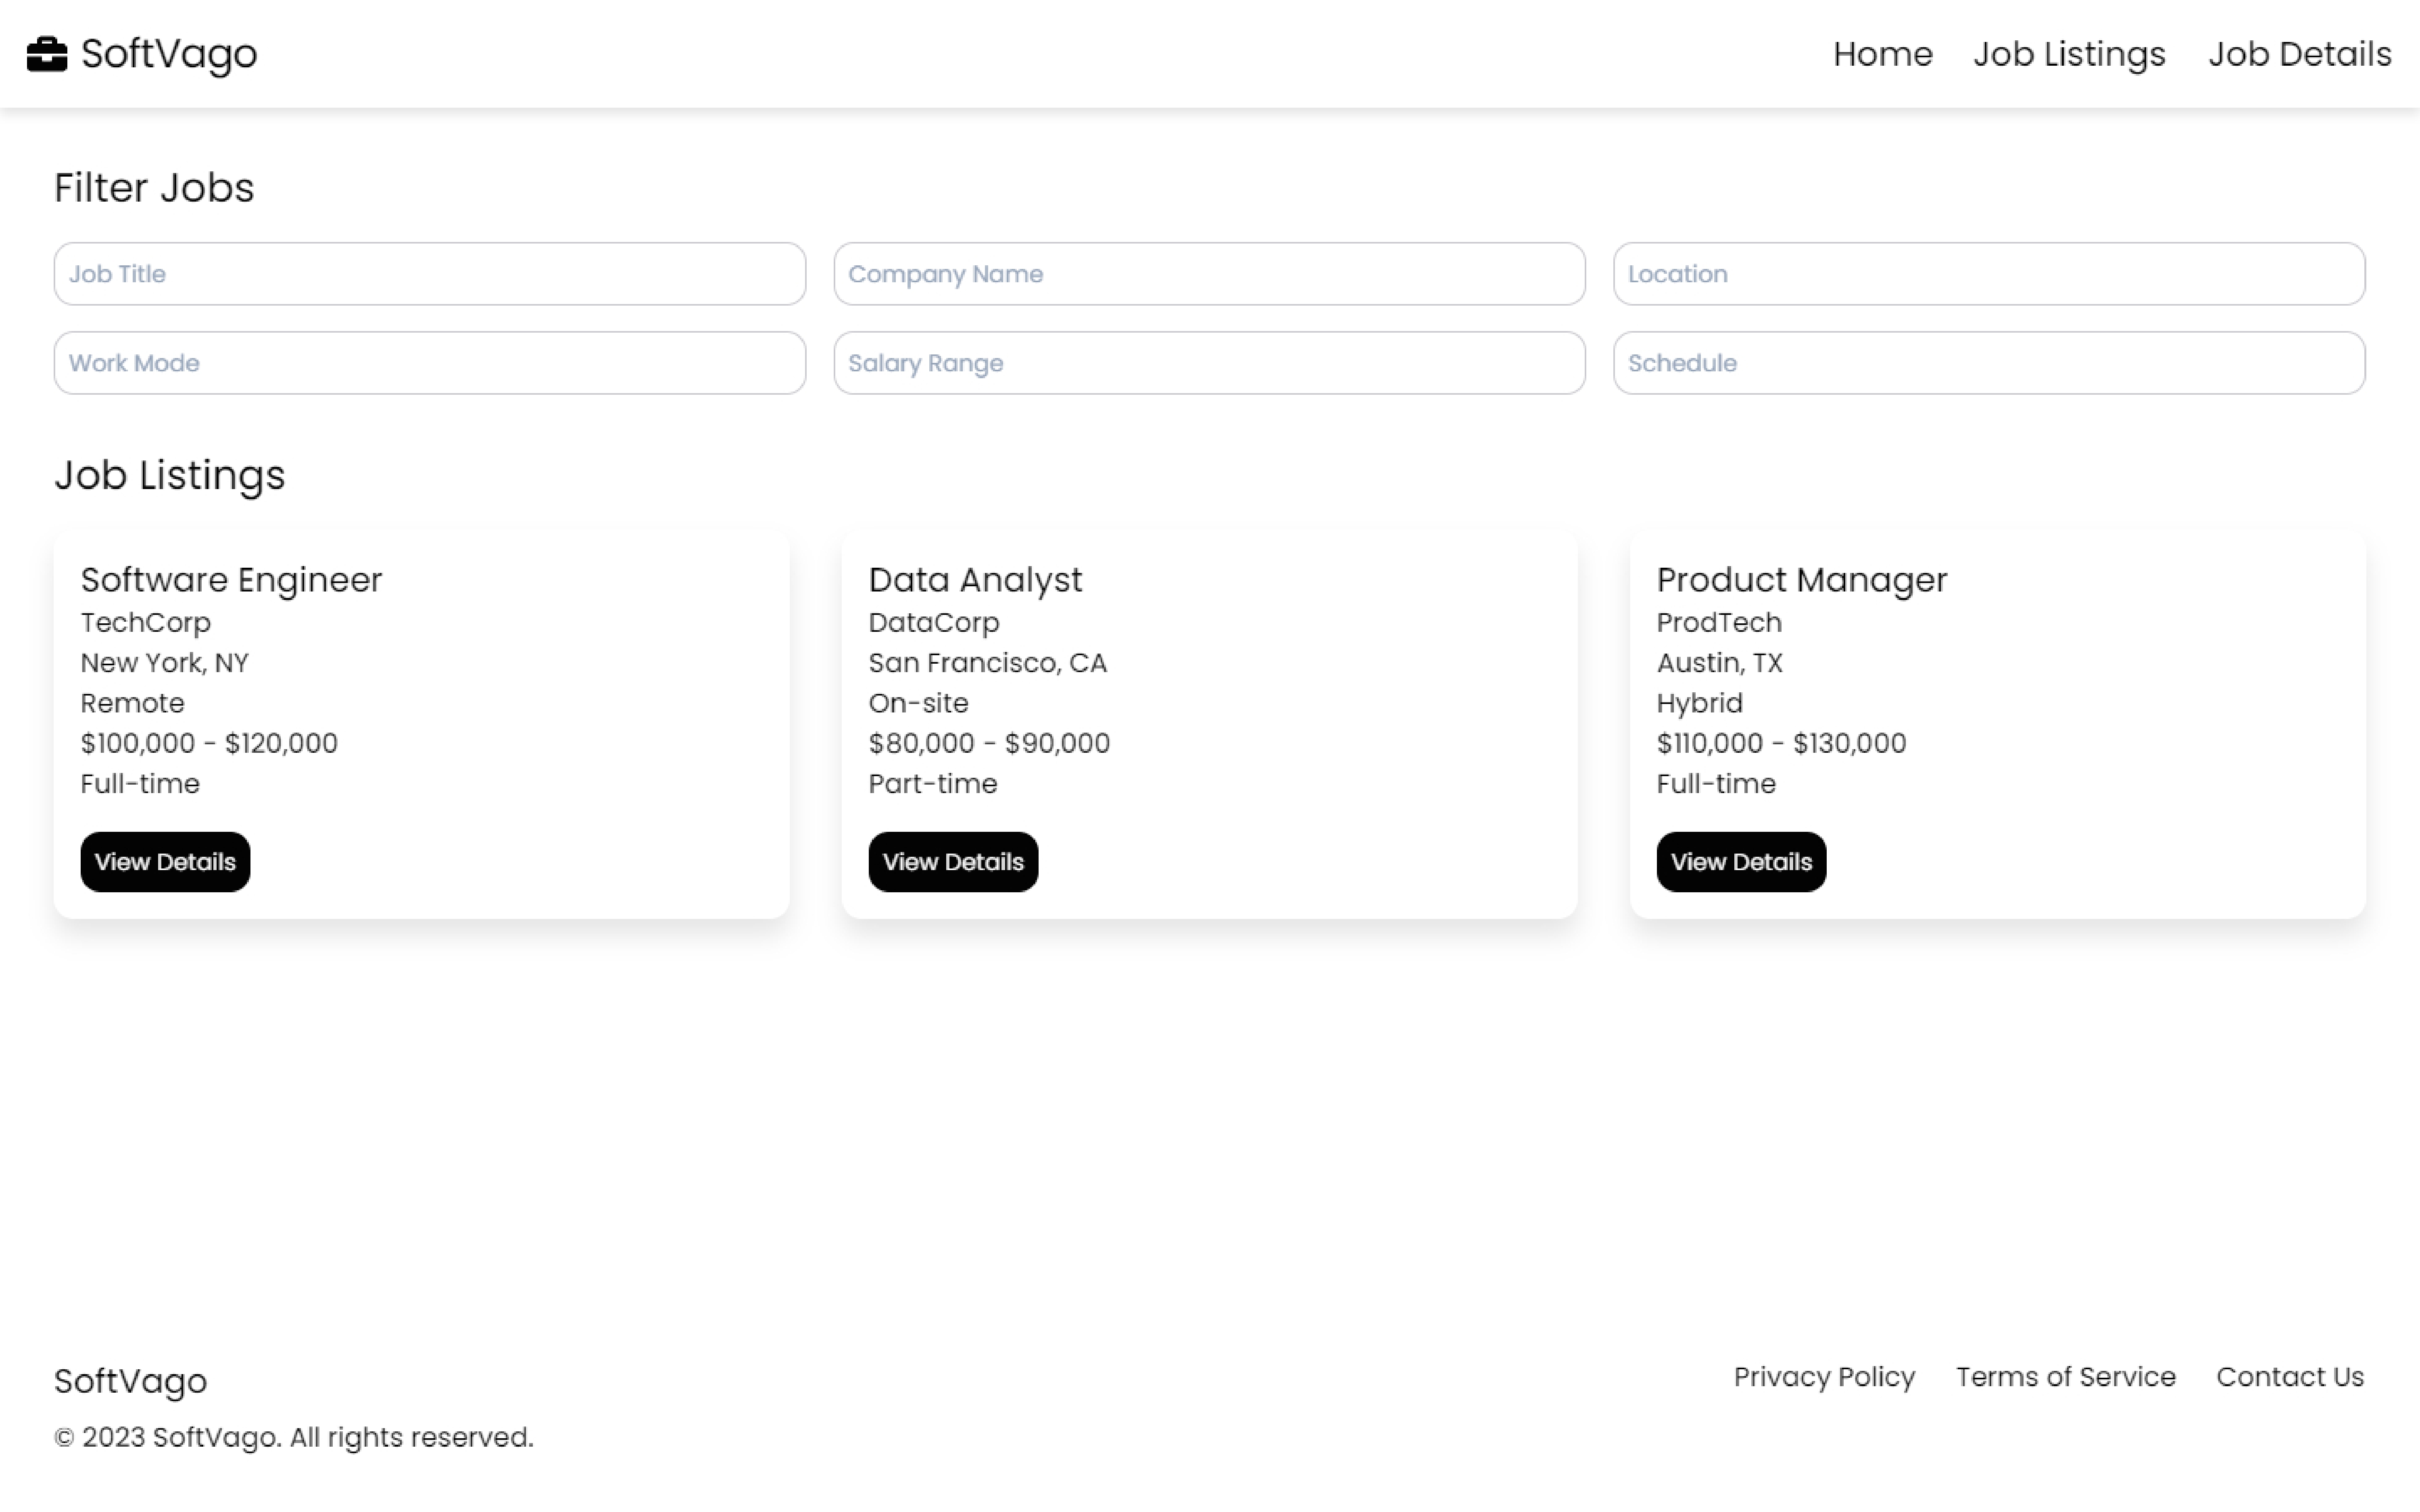 SoftVago
Home Job Listings Job Details
Filter Jobs
Job Title Company Name Location
Work Mode Salary Range Schedule
Job Listings
Software Engineer
TechCorp
New York, NY
Remote
$100,000 - $120,000
Full-time
View Details
Data Analyst
DataCorp
San Francisco, CA
On-site
$80,000 - $90,000
Part-time
View Details
Product Manager
ProdTech
Austin, TX
Hybrid
$110,000 - $130,000
Full-time
View Details
SoftVago
© 2023 SoftVago. All rights reserved.
Privacy Policy Terms of Service Contact Us